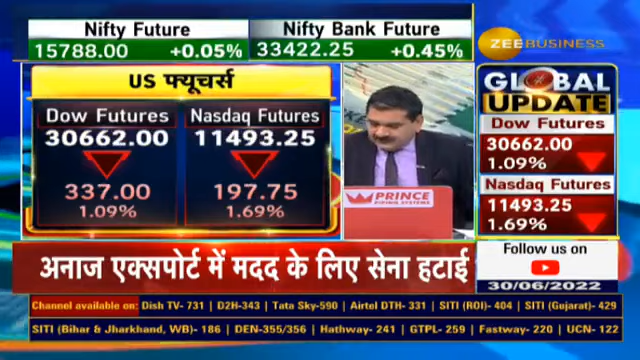 Nifty Future
15788.00 +0.05%
Nifty Bank Future
33422.25 +0.45%
ZEE BUSINESS
US फ्यूचर्स
Dow Futures
30662.00
337.00
1.09%
Nasdaq Futures
11493.25
197.75
1.69%
PRINCE
PIPING SYSTEMS
GLOBAL
UPDATE
Dow Futures
30662.00
1.09%
Nasdaq Futures
11493.25
1.69%
अनाज एक्सपोर्ट में मदद के लिए सेना हटाई
Follow us on
30/06/2022
Channel available on: Dish TV- 731 | D2H-343 | Tata Sky-590 | Airtel DTH- 331 | SITI (ROI)- 404 | SITI (Gujarat)- 429
SITI (Bihar & Jharkhand, WB)- 186 | DEN-355/356 | Hathway- 241 | GTPL- 259 | Fastway- 220 | UCN- 122